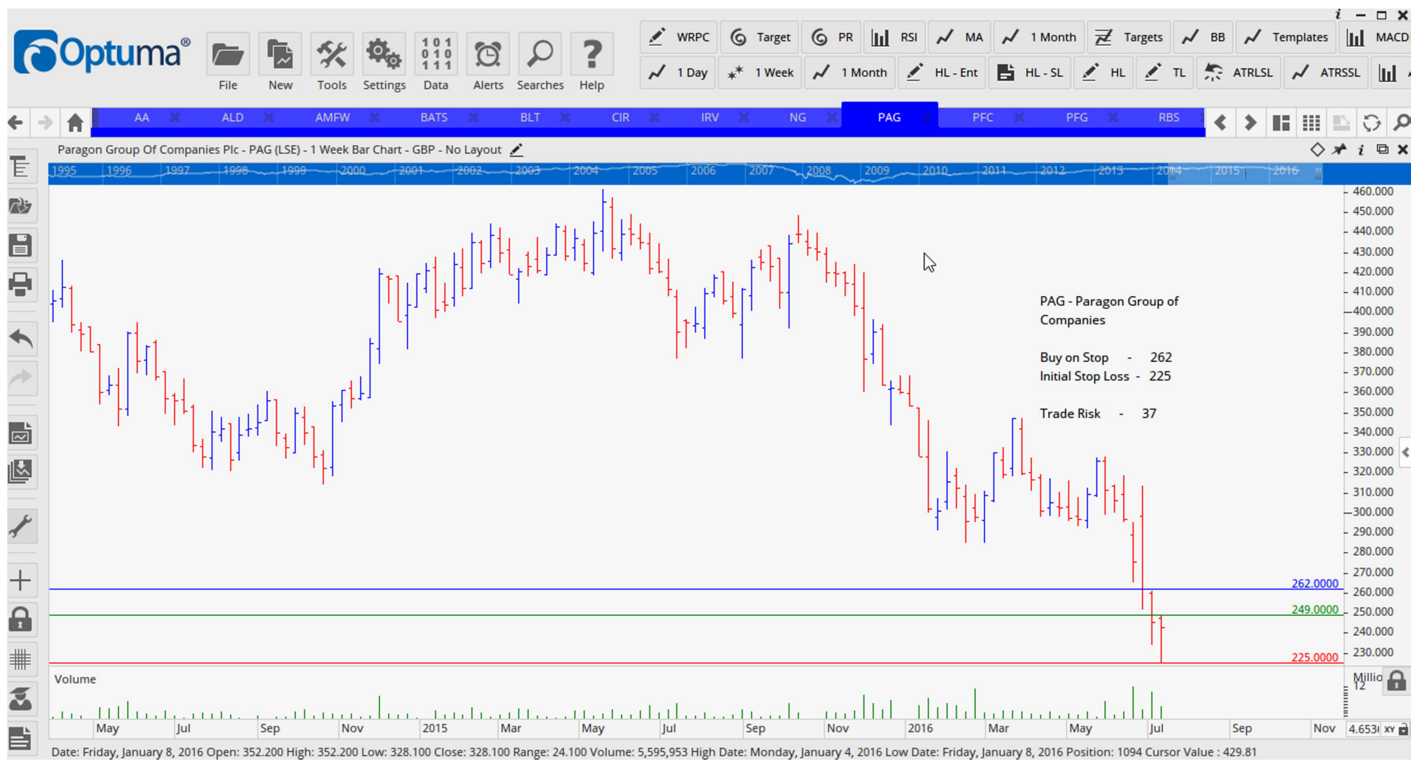 i
Optuma®
File
New
Tools
Settings
101
010
111
Data
Alerts
Searches
?
Help
WRPC
Target
PR
RSI
MA
1 Month
Targets
BB
Templates
MACD
1 Day
1 Week
1 Month
HL - Ent
HL - SL
HL
TL
ATRLSL
ATRSSL
AA
ALD
AMFW
BATS
BLT
CIR
IRV
NG
PAG
PFC
PFG
RBS
Paragon Group Of Companies Plc - PAG (LSE) - 1 Week Bar Chart - GBP - No Layout
i
1995 1996 1997 1998 1999 2000 2001 2002 2003 2004 2005 2006 2007 2008 2009 2010 2011 2012 2013 2014 2015 2016
460.000
450.000
440.000
430.000
420.000
410.000
400.000
390.000
380.000
370.000
360.000
350.000
340.000
330.000
320.000
310.000
300.000
290.000
280.000
270.000
260.000
250.000
240.000
230.000
PAG - Paragon Group of
Companies
Buy on Stop - 262
Initial Stop Loss - 225
Trade Risk - 37
262.0000
249.0000
225.0000
Volume
Millio
12
May Jul Sep Nov 2015 Mar May Jul Sep Nov 2016 Mar May Jul Sep Nov
XY
Date: Friday, January 8, 2016 Open: 352.200 High: 352.200 Low: 328.100 Close: 328.100 Range: 24.100 Volume: 5,595,953 High Date: Monday, January 4, 2016 Low Date: Friday, January 8, 2016 Position: 1094 Cursor Value : 429.81